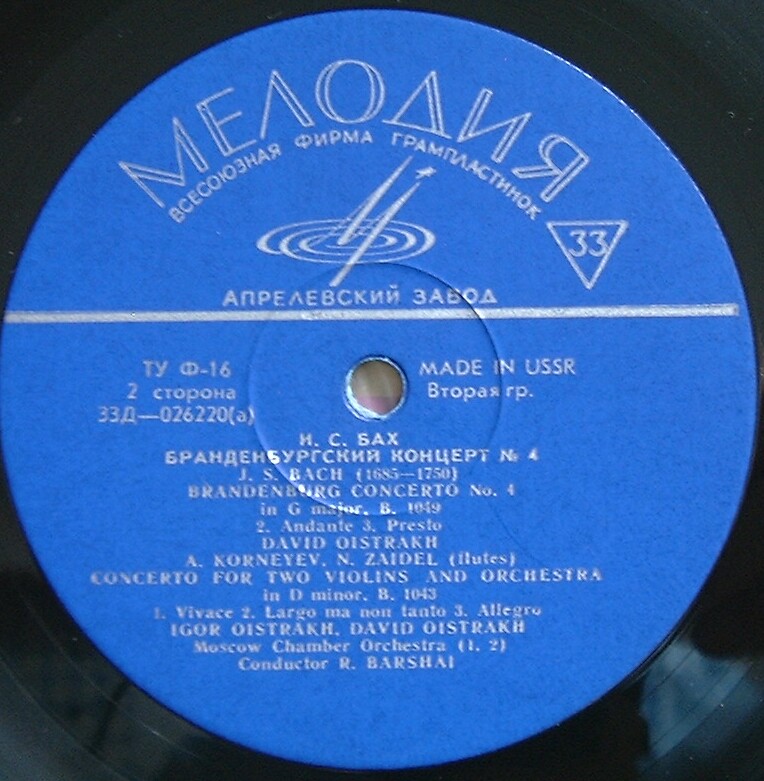 МЕЛОДИЯ
ВСЕСОЮЗНАЯ ФИРМА ГРАМПЛАСТИНОК
33
АПРЕЛЕВСКИЙ ЗАВОД
ТУ Ф-16
MADE IN USSR
2 сторона
Вторая гр.
33Д—026220(а)
И. С. БАХ
БРАНДЕНБУРГСКИЙ КОНЦЕРТ № 4
J. S. BACH (1685—1750)
BRANDENBURG CONCERTO No. 4
in G major, B. 1049
2. Andante 3. Presto
DAVID OISTRAKH
A. KORNEYEV, N. ZAIDEL (flutes)
CONCERTO FOR TWO VIOLINS AND ORCHESTRA
in D minor, B. 1043
1. Vivace 2. Largo ma non tanto 3. Allegro
IGOR OISTRAKH, DAVID OISTRAKH
Moscow Chamber Orchestra (1, 2)
Conductor R. BARSHAI